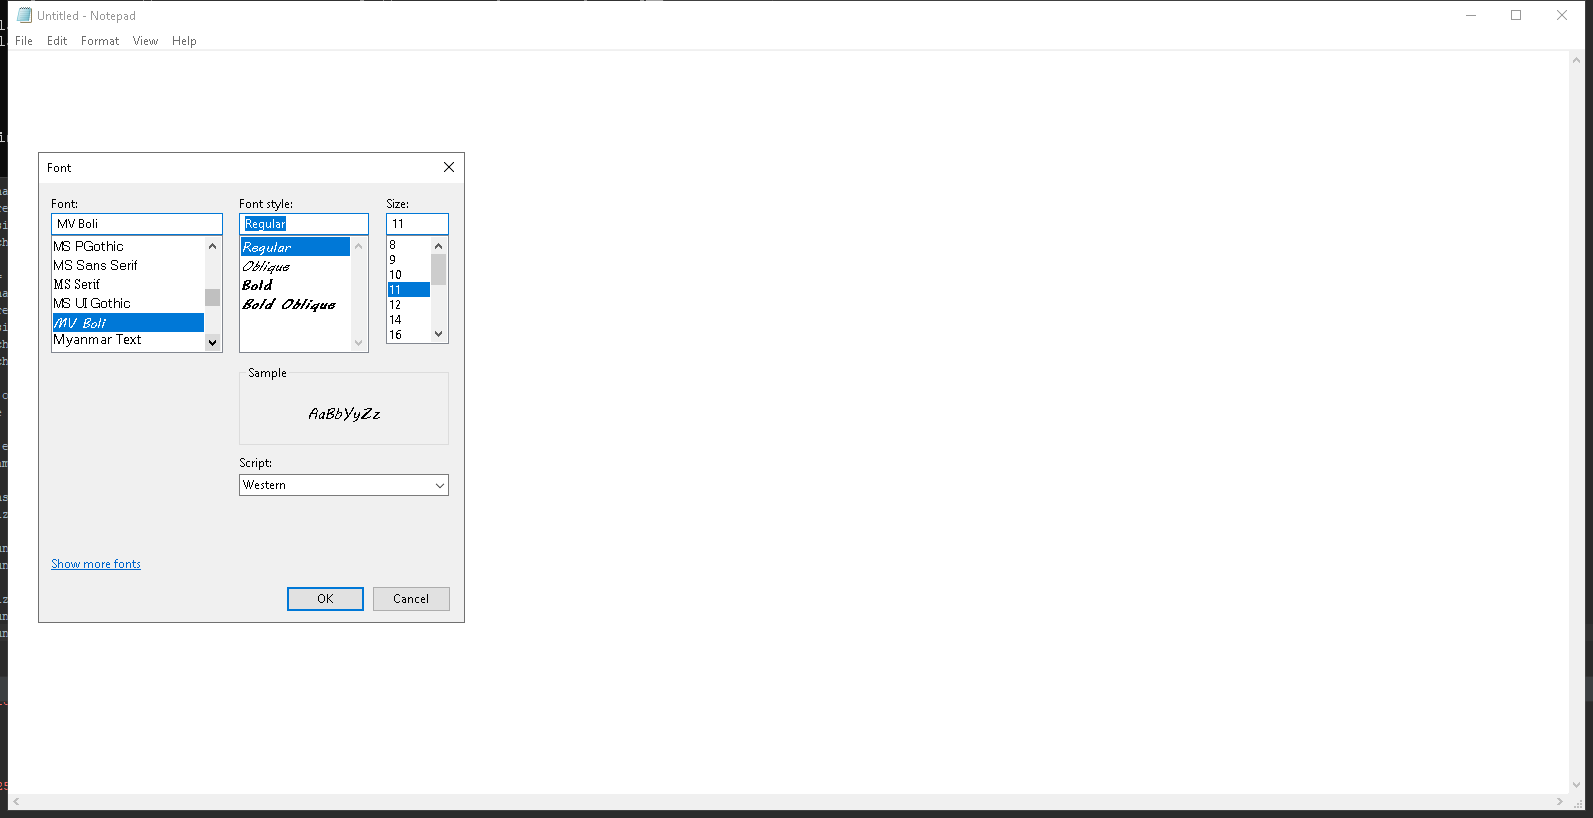 Untitled - Notepad
File Edit Format View Help
Font
Font: Font style: Size:
MV Boli Regular 11
MS PGothic
MS Sans Serif
MS Serif
MS UI Gothic
MV Boli
Myanmar Text
Regular
Oblique
Bold
Bold Oblique
8
9
10
11
12
14
16
Sample
AaBbYyZz
Script:
Western
Show more fonts
OK Cancel